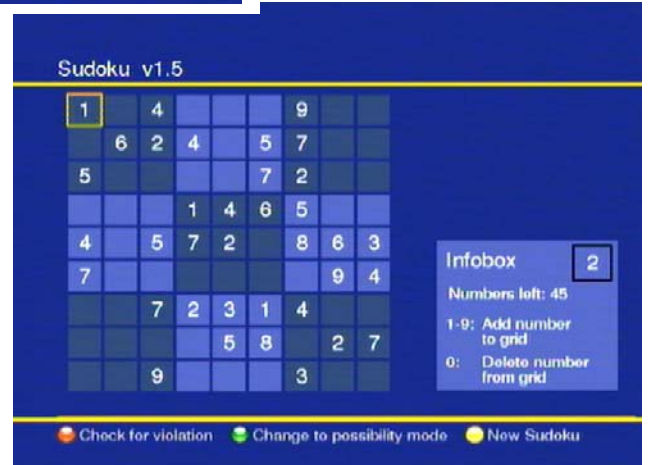 Sudoku v1.5
1 4 9
6 2 4 5 7
5 7 2
1 4 6 5
4 5 7 2 8 6 3
7 9 4
7 2 3 1 4
5 8 2 7
9 3
Infobox 2
Numbers left: 45
1-9: Add number
to grid
0: Delete number
from grid
Check for violation Change to possibility mode New Sudoku